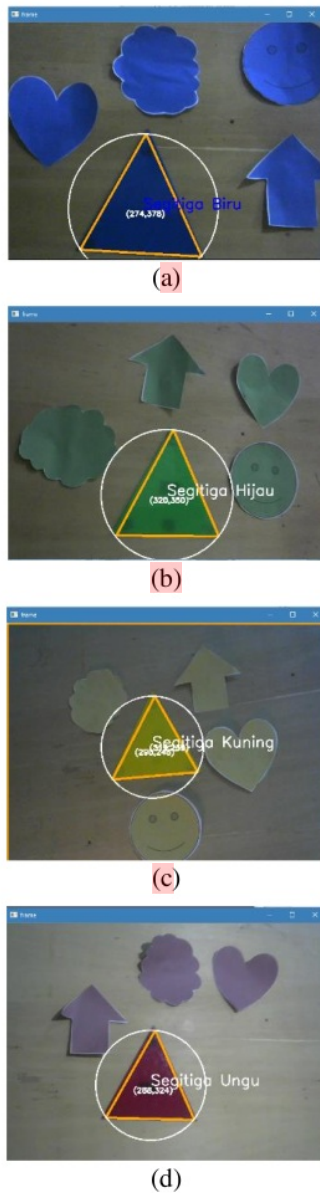 frame
Segitiga Biru
(274,378)
(a)
frame
Segitiga Hijau
(320,350)
(b)
frame
Segitiga Kuning
(c)
frame
Segitiga Ungu
(288,324)
(d)